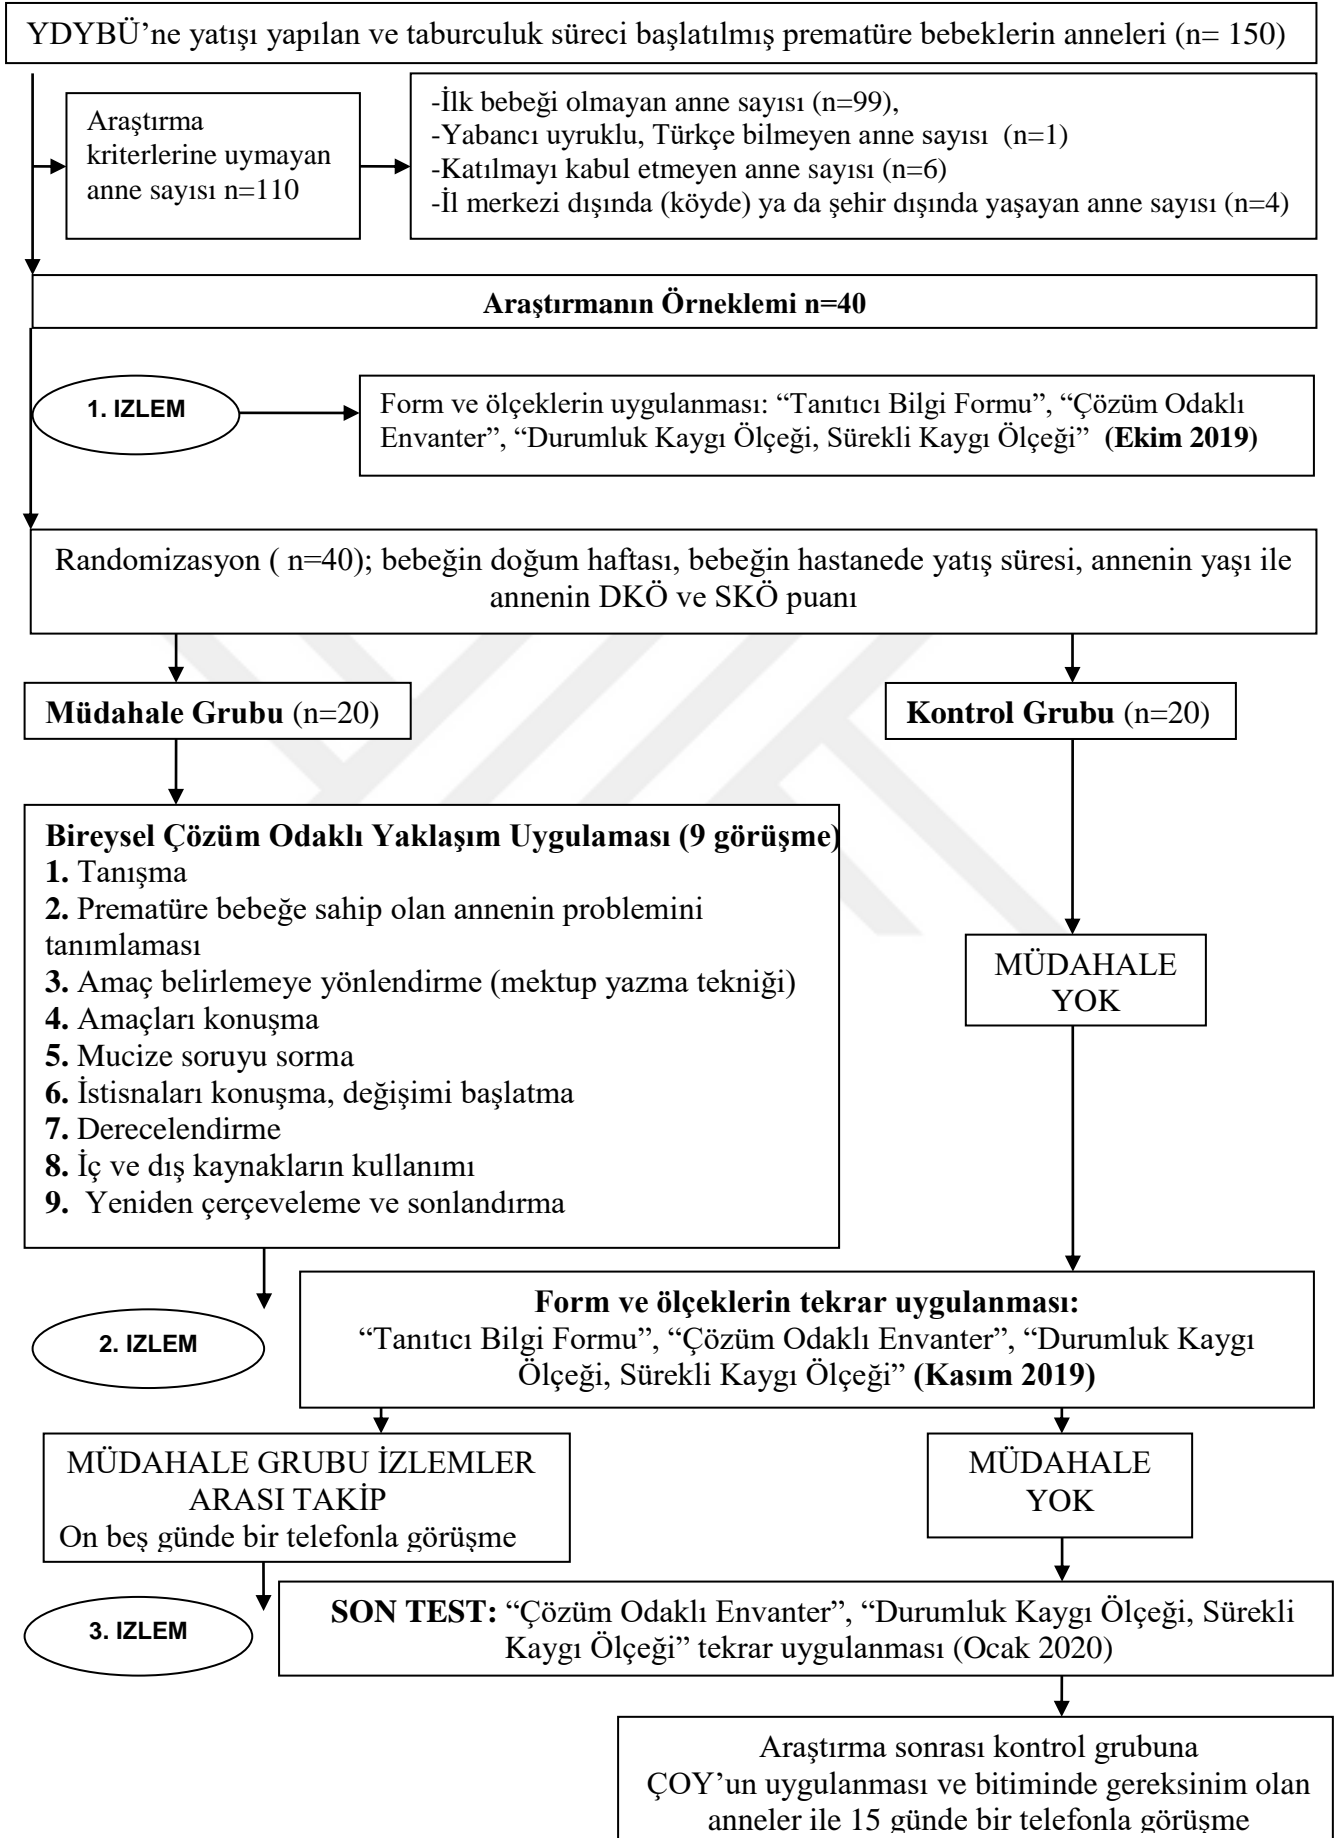 YDYBÜ’ne yatışı yapılan ve taburculuk süreci başlatılmış prematüre bebeklerin anneleri (n= 150)
Araştırma
kriterlerine uymayan
anne sayısı n=110
-İlk bebeği olmayan anne sayısı (n=99),
-Yabancı uyruklu, Türkçe bilmeyen anne sayısı (n=1)
-Katılmayı kabul etmeyen anne sayısı (n=6)
-İl merkezi dışında (köyde) ya da şehir dışında yaşayan anne sayısı (n=4)
Araştırmanın Örneklemi n=40
1. IZLEM
Form ve ölçeklerin uygulanması: “Tanıtıcı Bilgi Formu”, “Çözüm Odaklı
Envanter”, “Durumluk Kaygı Ölçeği, Sürekli Kaygı Ölçeği” (Ekim 2019)
Randomizasyon ( n=40); bebeğin doğum haftası, bebeğin hastanede yatış süresi, annenin yaşı ile
annenin DKÖ ve SKÖ puanı
Müdahale Grubu (n=20)
Kontrol Grubu (n=20)
Bireysel Çözüm Odaklı Yaklaşım Uygulaması (9 görüşme)
1. Tanışma
2. Prematüre bebeğe sahip olan annenin problemini
tanımlaması
3. Amaç belirlemeye yönlendirme (mektup yazma tekniği)
4. Amaçları konuşma
5. Mucize soruyu sorma
6. İstisnaları konuşma, değişimi başlatma
7. Derecelendirme
8. İç ve dış kaynakların kullanımı
9. Yeniden çerçeveleme ve sonlandırma
MÜDAHALE
YOK
2. IZLEM
Form ve ölçeklerin tekrar uygulanması:
“Tanıtıcı Bilgi Formu”, “Çözüm Odaklı Envanter”, “Durumluk Kaygı
Ölçeği, Sürekli Kaygı Ölçeği” (Kasım 2019)
MÜDAHALE GRUBU İZLEMLER
ARASI TAKİP
On beş günde bir telefonla görüşme
MÜDAHALE
YOK
3. IZLEM
SON TEST: “Çözüm Odaklı Envanter”, “Durumluk Kaygı Ölçeği, Sürekli
Kaygı Ölçeği” tekrar uygulanması (Ocak 2020)
Araştırma sonrası kontrol grubuna
ÇOY’un uygulanması ve bitiminde gereksinim olan
anneler ile 15 günde bir telefonla görüşme